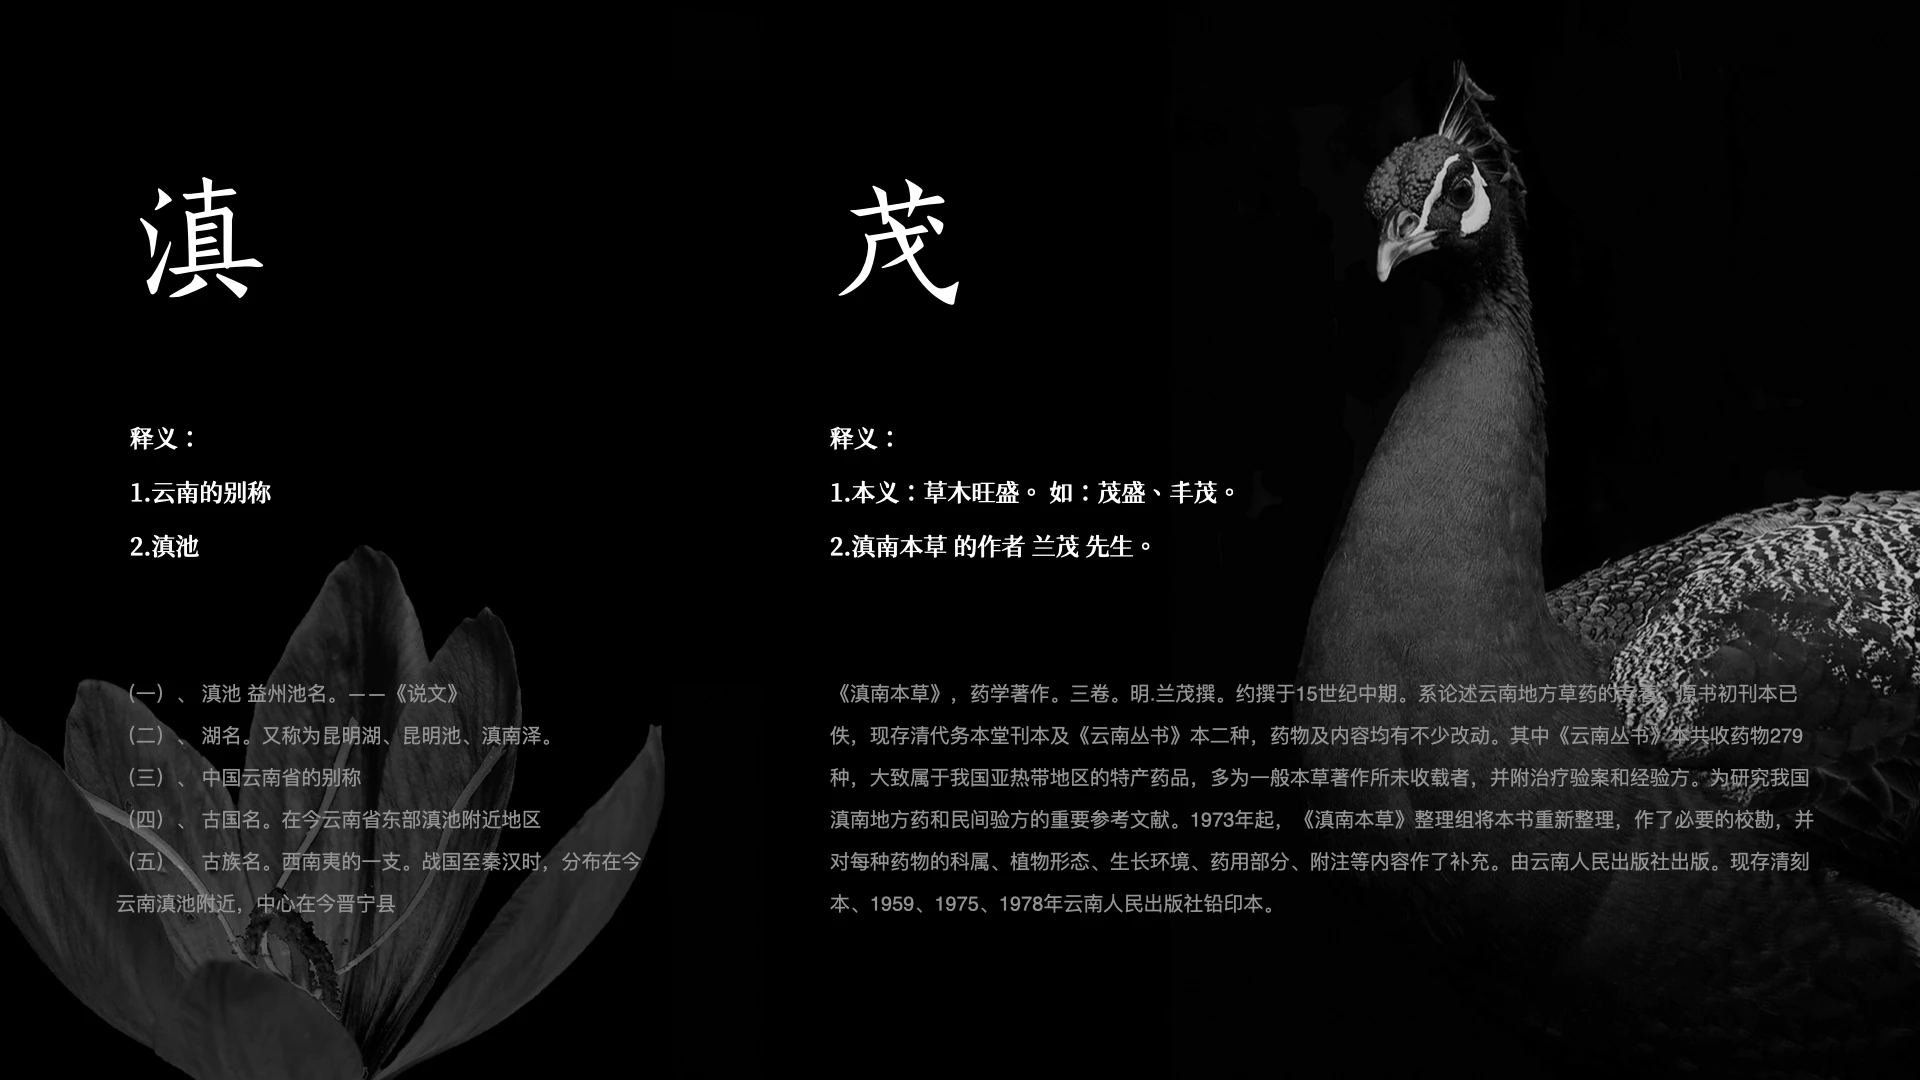 滇
释义：
1.云南的别称
2.滇池
（一）、 滇池 益州池名。——《说文》
（二）、 湖名。又称为昆明湖、昆明池、滇南泽。
（三）、 中国云南省的别称
（四）、 古国名。在今云南省东部滇池附近地区
（五）、 古族名。西南夷的一支。战国至秦汉时，分布在今
云南滇池附近，中心在今晋宁县
茂
释义：
1.本义：草木旺盛。 如：茂盛、丰茂。
2.滇南本草 的作者 兰茂 先生。
《滇南本草》，药学著作。三卷。明.兰茂撰。约撰于15世纪中期。系论述云南地方草药的专著。原书初刊本已
佚，现存清代务本堂刊本及《云南丛书》本二种，药物及内容均有不少改动。其中《云南丛书》本共收药物279
种，大致属于我国亚热带地区的特产药品，多为一般本草著作所未收载者，并附治疗验案和经验方。为研究我国
滇南地方药和民间验方的重要参考文献。1973年起，《滇南本草》整理组将本书重新整理，作了必要的校勘，并
对每种药物的科属、植物形态、生长环境、药用部分、附注等内容作了补充。由云南人民出版社出版。现存清刻
本、1959、1975、1978年云南人民出版社铅印本。